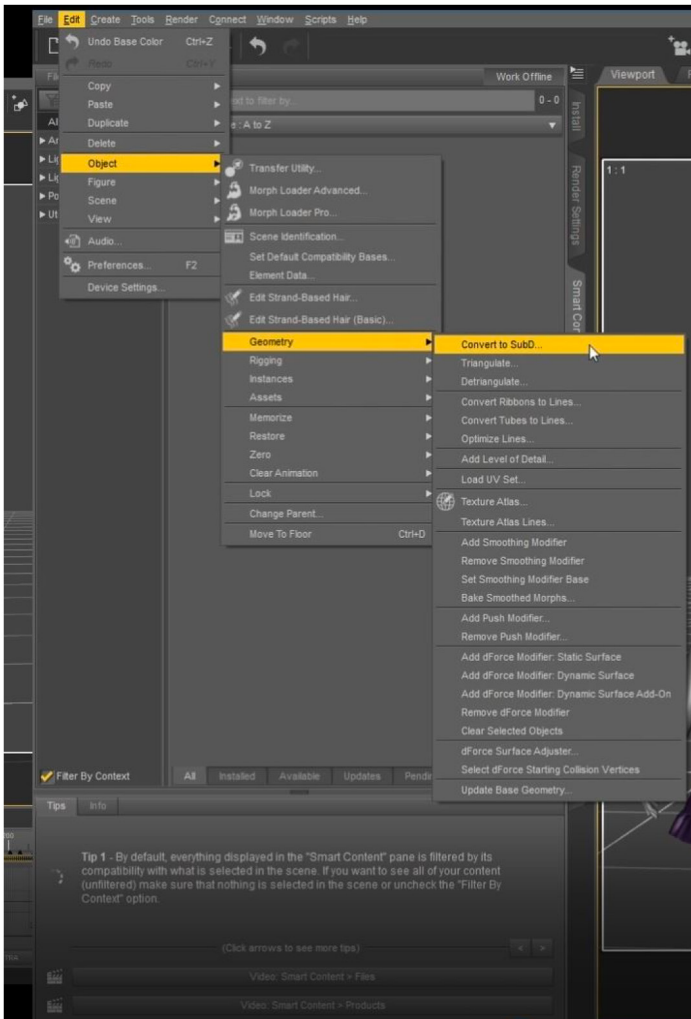 File Edit Create Tools Render Connect Window Scripts Help
Undo Base Color Ctrl+Z
Redo Ctrl+Y
Copy
Paste
Duplicate
Delete
Object
Figure
Scene
View
Audio...
Preferences... F2
Device Settings...
Work Offline
to filter by...
0 - 0
: A to Z
Transfer Utility...
Morph Loader Advanced...
Morph Loader Pro...
Scene Identification...
Set Default Compatibility Bases...
Element Data...
Edit Strand-Based Hair...
Edit Strand-Based Hair (Basic)...
Geometry
Rigging
Instances
Assets
Memorize
Restore
Zero
Clear Animation
Lock
Change Parent...
Move To Floor Ctrl+D
Convert to SubD...
Triangulate...
Detriangulate...
Convert Ribbons to Lines...
Convert Tubes to Lines...
Optimize Lines...
Add Level of Detail...
Load UV Set...
Texture Atlas...
Texture Atlas Lines...
Add Smoothing Modifier
Remove Smoothing Modifier
Set Smoothing Modifier Base
Bake Smoothed Morphs...
Add Push Modifier...
Remove Push Modifier...
Add dForce Modifier: Static Surface
Add dForce Modifier: Dynamic Surface
Add dForce Modifier: Dynamic Surface Add-On
Remove dForce Modifier
Clear Selected Objects
dForce Surface Adjuster...
Select dForce Starting Collision Vertices
Update Base Geometry...
Install
Render Settings
Smart Con
Viewport
1 : 1
Filter By Context
All Installed Available Updates Pendin
Tips Info
Tip 1 - By default, everything displayed in the "Smart Content" pane is filtered by its
compatibility with what is selected in the scene. If you want to see all of your content
(unfiltered) make sure that nothing is selected in the scene or uncheck the "Filter By
Context" option.
(Click arrows to see more tips)
< >
Video: Smart Content > Files
Video: Smart Content > Products